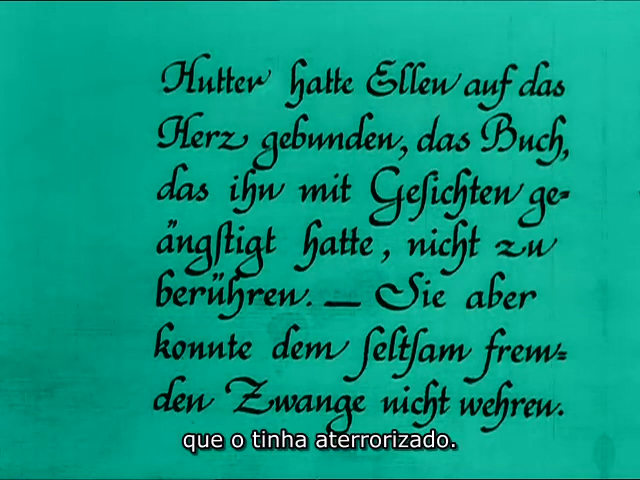 Hutter hatte Ellen auf das
Herz gebunden, das Buch,
das ihn mit Geſichten ge-
ängſtigt hatte, nicht zu
berühren. — Sie aber
konnte dem ſeltſam frem-
den Zwange nicht wehren.
que o tinha aterrorizado.